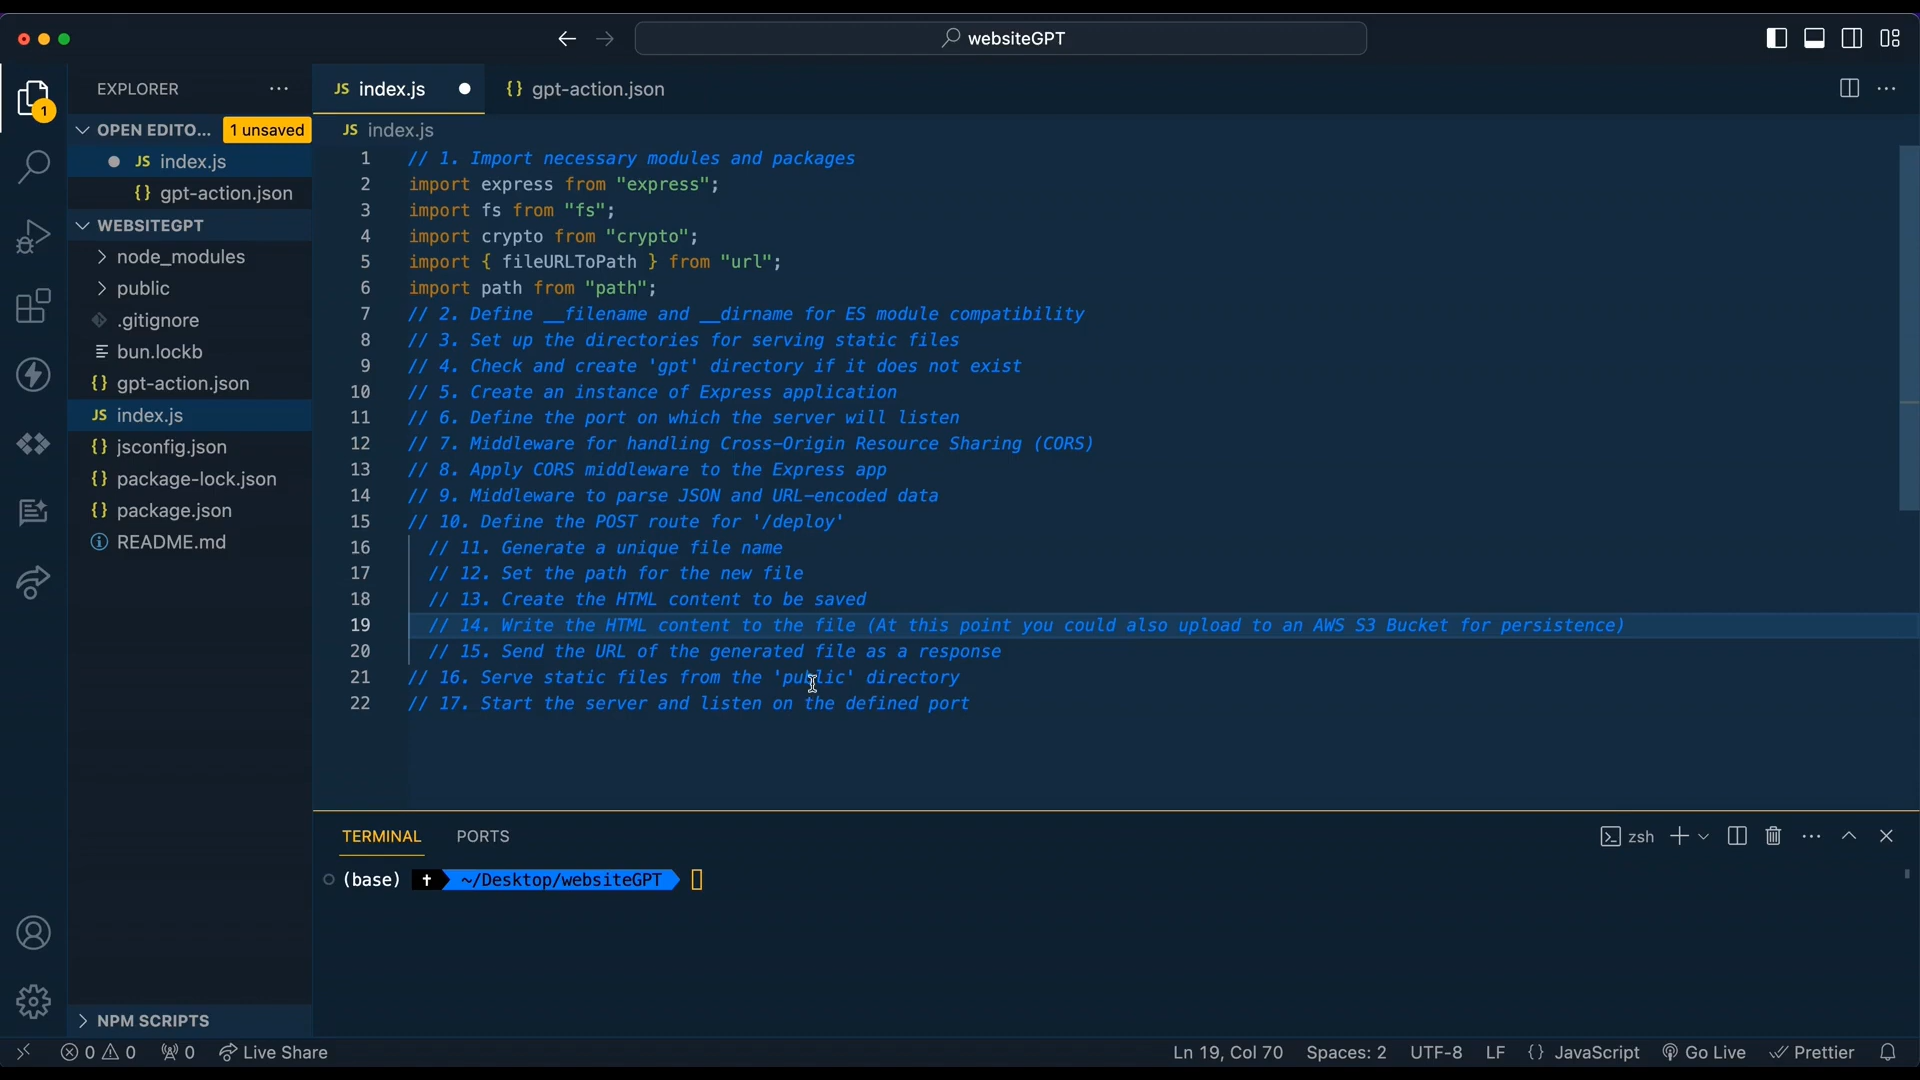 websiteGPT
EXPLORER
JS index.js
{} gpt-action.json
1
OPEN EDITO... 1 unsaved
JS index.js
JS index.js
{} gpt-action.json
WEBSITEGPT
node_modules
public
.gitignore
bun.lockb
{} gpt-action.json
JS index.js
{} jsconfig.json
{} package-lock.json
{} package.json
README.md
NPM SCRIPTS
1 // 1. Import necessary modules and packages
2 import express from "express";
3 import fs from "fs";
4 import crypto from "crypto";
5 import { fileURLToPath } from "url";
6 import path from "path";
7 // 2. Define __filename and __dirname for ES module compatibility
8 // 3. Set up the directories for serving static files
9 // 4. Check and create 'gpt' directory if it does not exist
10 // 5. Create an instance of Express application
11 // 6. Define the port on which the server will listen
12 // 7. Middleware for handling Cross-Origin Resource Sharing (CORS)
13 // 8. Apply CORS middleware to the Express app
14 // 9. Middleware to parse JSON and URL-encoded data
15 // 10. Define the POST route for '/deploy'
16 // 11. Generate a unique file name
17 // 12. Set the path for the new file
18 // 13. Create the HTML content to be saved
19 // 14. Write the HTML content to the file (At this point you could also upload to an AWS S3 Bucket for persistence)
20 // 15. Send the URL of the generated file as a response
21 // 16. Serve static files from the 'public' directory
22 // 17. Start the server and listen on the defined port
TERMINAL PORTS
zsh
(base) ~/Desktop/websiteGPT
0 0 0 Live Share
Ln 19, Col 70 Spaces: 2 UTF-8 LF {} JavaScript Go Live Prettier